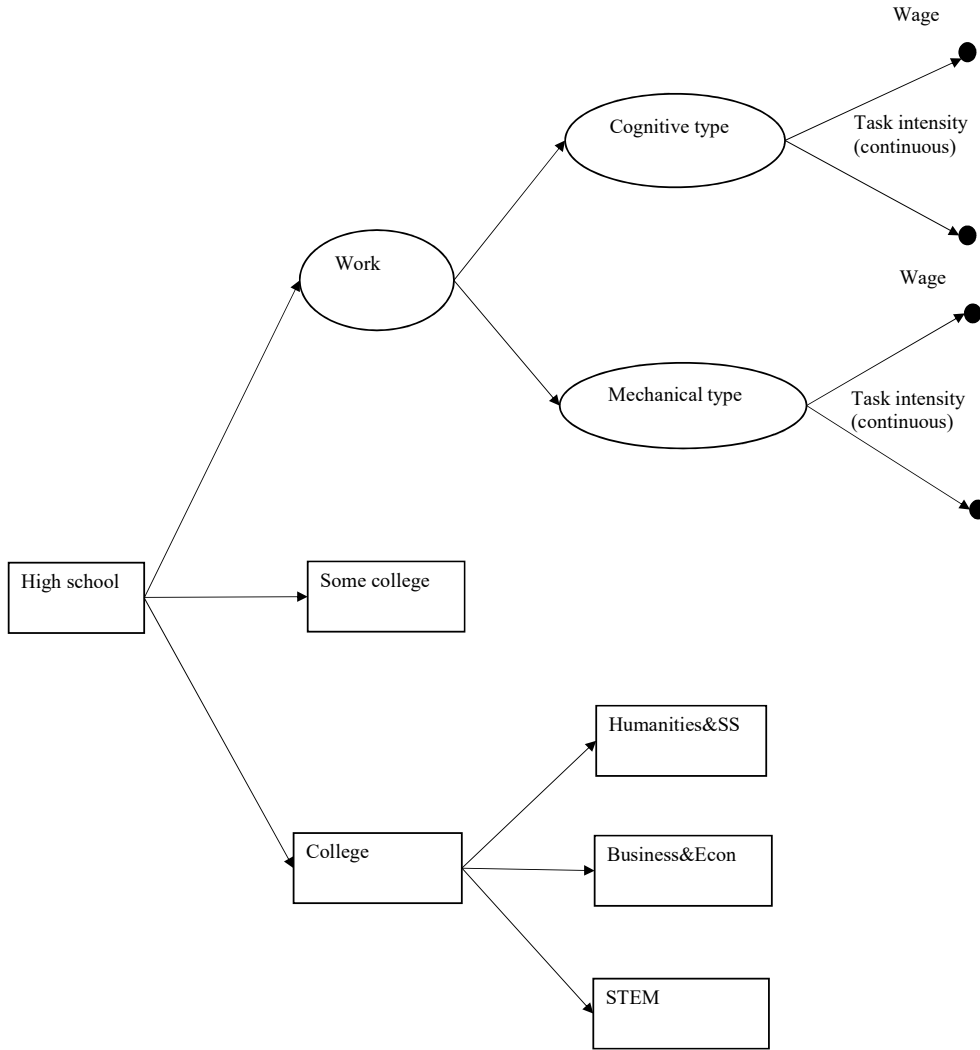 Wage
Cognitive type
Task intensity
(continuous)
Work
Wage
Mechanical type
Task intensity
(continuous)
High school
Some college
Humanities&SS
College
Business&Econ
STEM